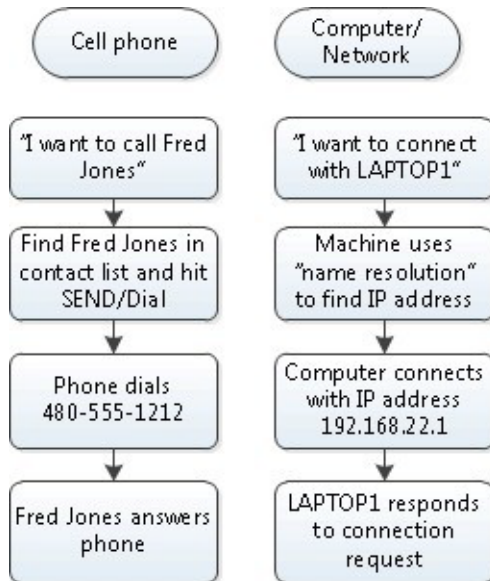 Cell phone
"I want to call Fred
Jones"
Find Fred Jones in
contact list and hit
SEND/Dial
Phone dials
480-555-1212
Fred Jones answers
phone
Computer/
Network
"I want to connect
with LAPTOP1"
Machine uses
"name resolution"
to find IP address
Computer connects
with IP address
192.168.22.1
LAPTOP1 responds
to connection
request